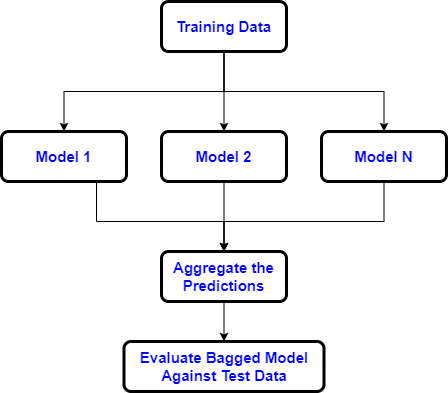 Training Data
Model 1
Model 2
Model N
Aggregate the
Predictions
Evaluate Bagged Model
Against Test Data